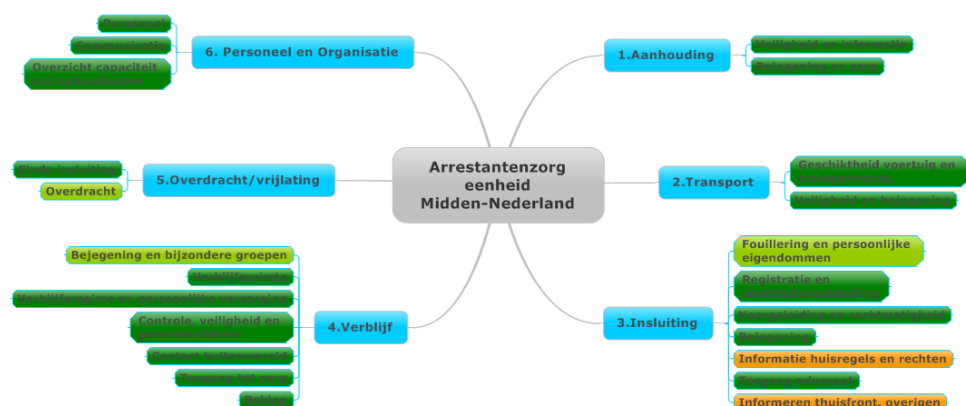 Arrestantenzorg
eenheid
Midden-Nederland
1.Aanhouding
Veiligheid en informatie
Bejegening en zorg
2.Transport
Geschiktheid voertuig en
Veiligheid en bejegening
3.Insluiting
Fouillering en persoonlijke
eigendommen
Registratie en
Voorgeleiding en rechtmatigheid
Bejegening
Informatie huisregels en rechten
Toegang advocaat
Informeren thuisfront, overigen
4.Verblijf
Bejegening en bijzondere groepen
Verblijfsruimte
Verblijfsregime en persoonlijke verzorging
Controle, veiligheid en
Contact buitenwereld
Toegang tot zorg
5.Overdracht/vrijlating
Einde insluiting
Overdracht
6. Personeel en Organisatie
Personeel
Communicatie
Overzicht capaciteit